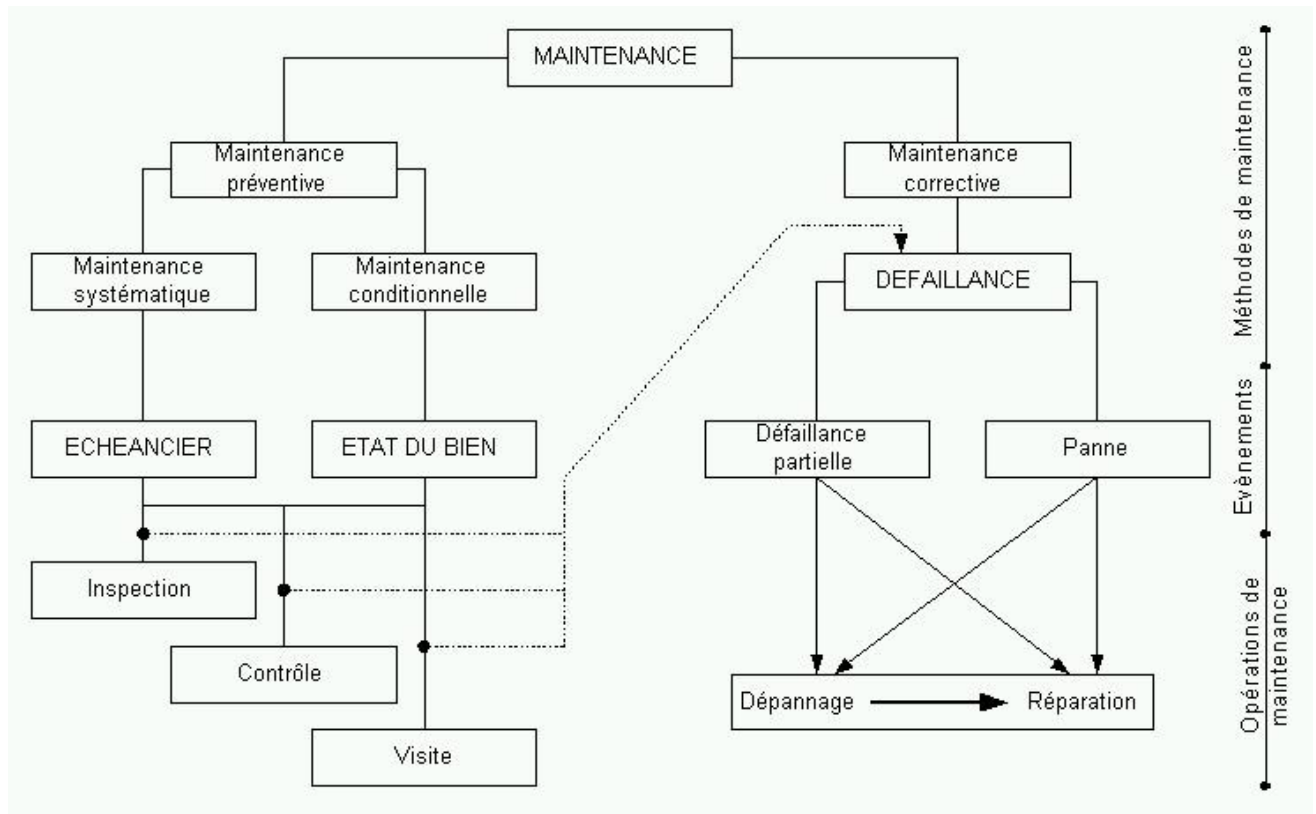 MAINTENANCE
Maintenance
préventive
Maintenance
corrective
Maintenance
systématique
Maintenance
conditionnelle
DEFAILLANCE
ECHEANCIER
ETAT DU BIEN
Défaillance
partielle
Panne
Inspection
Contrôle
Visite
Dépannage
Réparation
Méthodes de maintenance
Evènements
Opérations de
maintenance